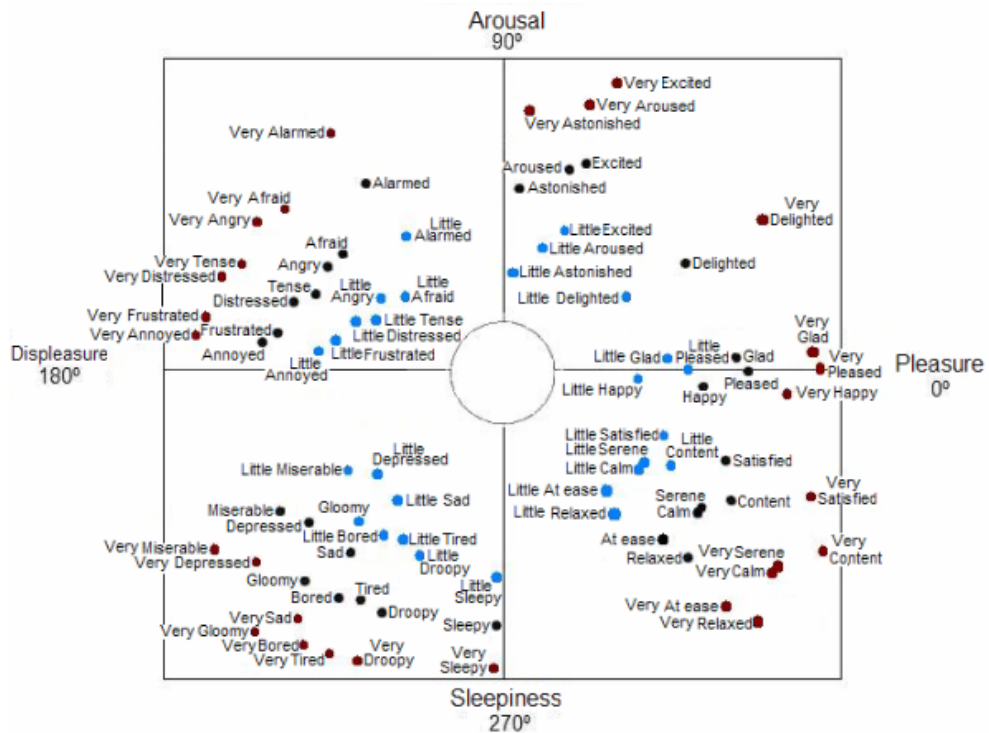 Arousal
90º
Very Excited
Very Aroused
Very Astonished
Very Alarmed
Excited
Aroused
Alarmed
Astonished
Very Afraid
Very Angry
Very
Delighted
Little
Alarmed
Little Excited
Little Aroused
Afraid
Angry
Very Tense
Very Distressed
Little Astonished
Delighted
Tense
Distressed
Little
Angry
Little
Afraid
Little Delighted
Very Frustrated
Very Annoyed
Frustrated
Annoyed
Little Tense
Little Distressed
Little Frustrated
Little
Annoyed
Displeasure
180º
Little Glad
Little
Pleased
Glad
Pleased
Very
Glad
Very
Pleased
Pleasure
0º
Little Happy
Happy
Very Happy
Little
Depressed
Little Miserable
Little Satisfied
Little Serene
Little
Content
Little Calm
Satisfied
Little Sad
Little At ease
Little Relaxed
Serene
Calm
Content
Very
Satisfied
Miserable
Depressed
Gloomy
Little Bored
Little Tired
Little
Droopy
Sad
At ease
Relaxed
Very Miserable
Very Depressed
Very Serene
Very Calm
Very
Content
Gloomy
Bored
Tired
Droopy
Little
Sleepy
Very At ease
Very Relaxed
Very Sad
Very Gloomy
Very Bored
Very Tired
Very
Droopy
Sleepy
Very
Sleepy
Sleepiness
270º